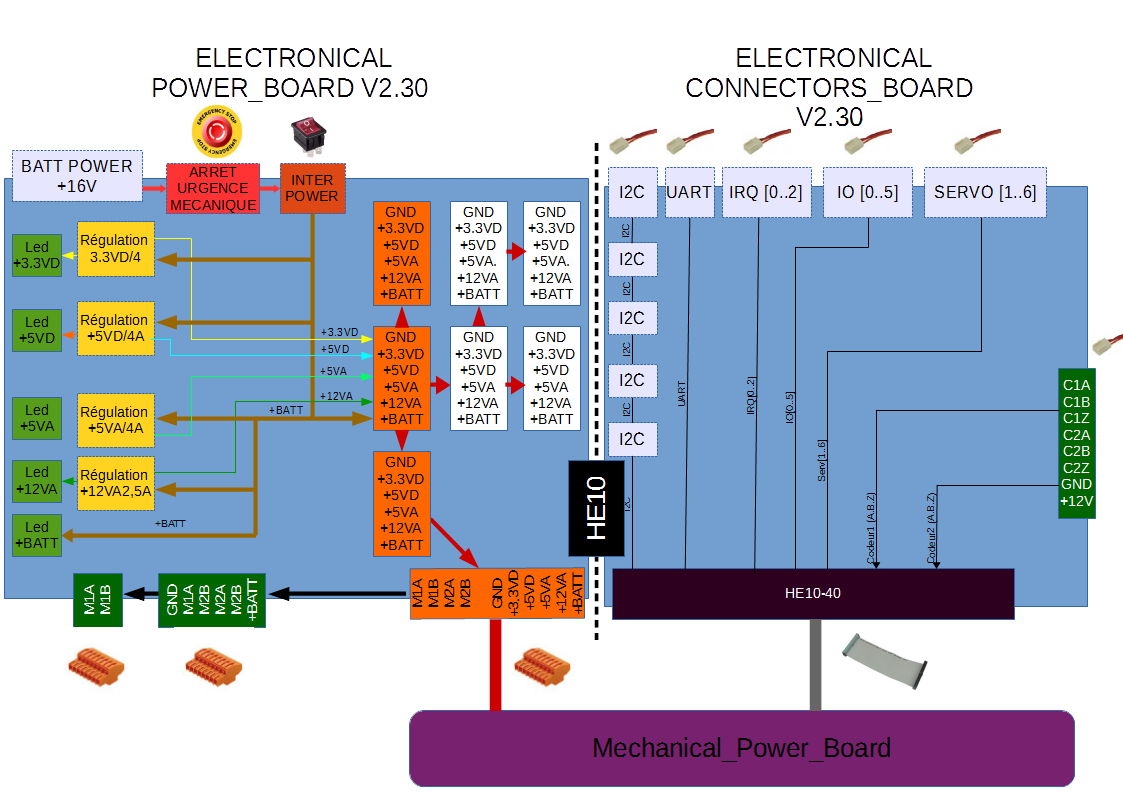 ELECTRONICAL
POWER_BOARD V2.30
ELECTRONICAL
CONNECTORS_BOARD
V2.30
EMERGENCY STOP
EMERGENCY STOP
BATT POWER
+16V
ARRET
URGENCE
MECANIQUE
INTER
POWER
Led
+3.3VD
Régulation
3.3VD/4
Led
+5VD
Régulation
+5VD/4A
Led
+5VA
Régulation
+5VA/4A
Led
+12VA
Régulation
+12VA2,5A
Led
+BATT
+3.3VD
+5VD
+5VA
+12VA
+BATT
+BATT
GND
+3.3VD
+5VD
+5VA
+12VA
+BATT
GND
+3.3VD
+5VD
+5VA.
+12VA
+BATT
GND
+3.3VD
+5VD
+5VA.
+12VA
+BATT
GND
+3.3VD
+5VD
+5VA
+12VA
+BATT
GND
+3.3VD
+5VD
+5VA
+12VA
+BATT
GND
+3.3VD
+5VD
+5VA
+12VA
+BATT
GND
+3.3VD
+5VD
+5VA
+12VA
+BATT
M1A
M1B
GND
M1A
M2B
M2A
M2B
+BATT
M1A
M1B
M2A
M2B
GND
+3,3VD
+5VD
+5VA
+12VA
+BATT
HE10
I2C
UART
IRQ [0..2]
IO [0..5]
SERVO [1..6]
I2C
I2C
I2C
I2C
I2C
I2C
I2C
I2C
I2C
UART
IRQ[0..2]
IO[0..5]
Serv[1..6]
Codeur1 (A.B.Z)
Codeur2 (A.B.Z)
C1A
C1B
C1Z
C2A
C2B
C2Z
GND
+12V
HE10-40
Mechanical_Power_Board